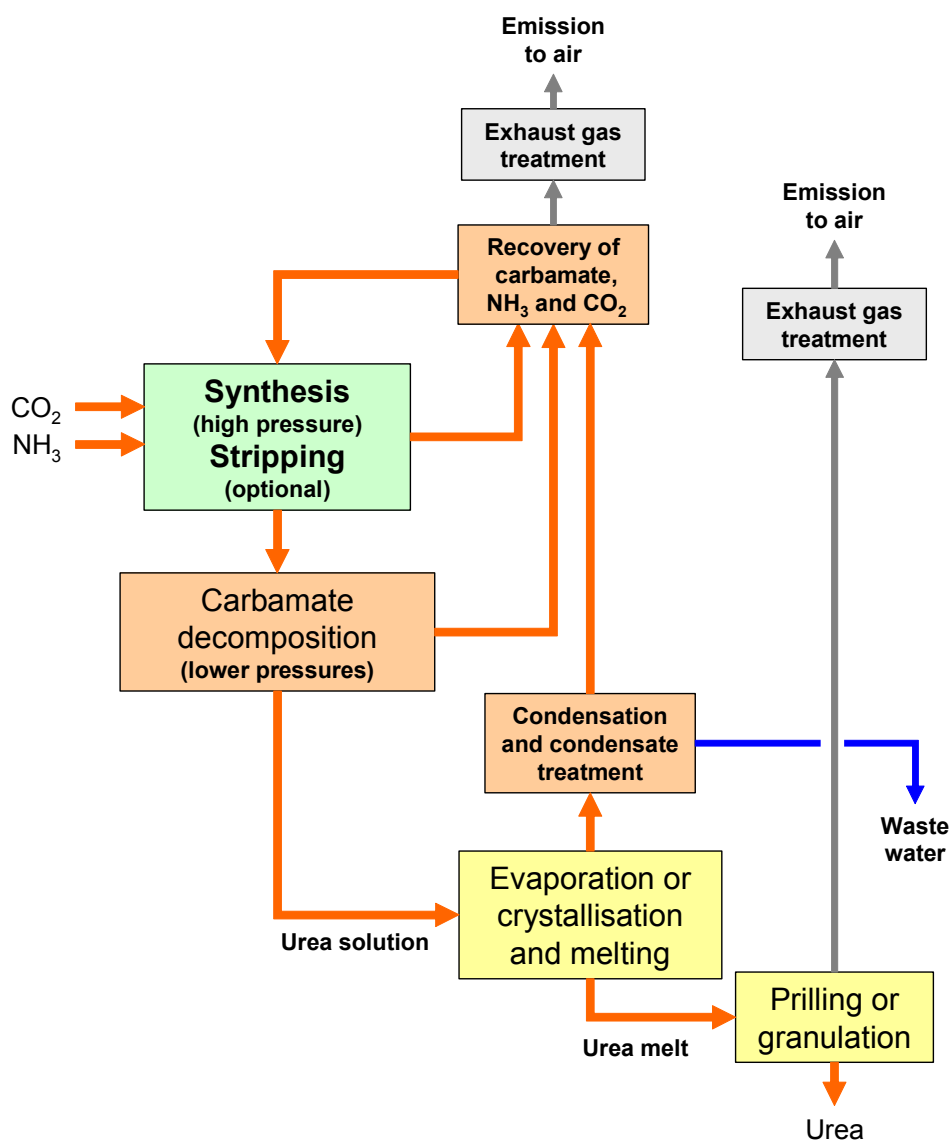 Emission
to air
Exhaust gas
treatment
Emission
to air
Recovery of
carbamate,
NH₃ and CO₂
Exhaust gas
treatment
Synthesis
(high pressure)
Stripping
(optional)
CO₂
NH₃
Carbamate
decomposition
(lower pressures)
Condensation
and condensate
treatment
Waste
water
Evaporation or
crystallisation
and melting
Urea solution
Prilling or
granulation
Urea melt
Urea